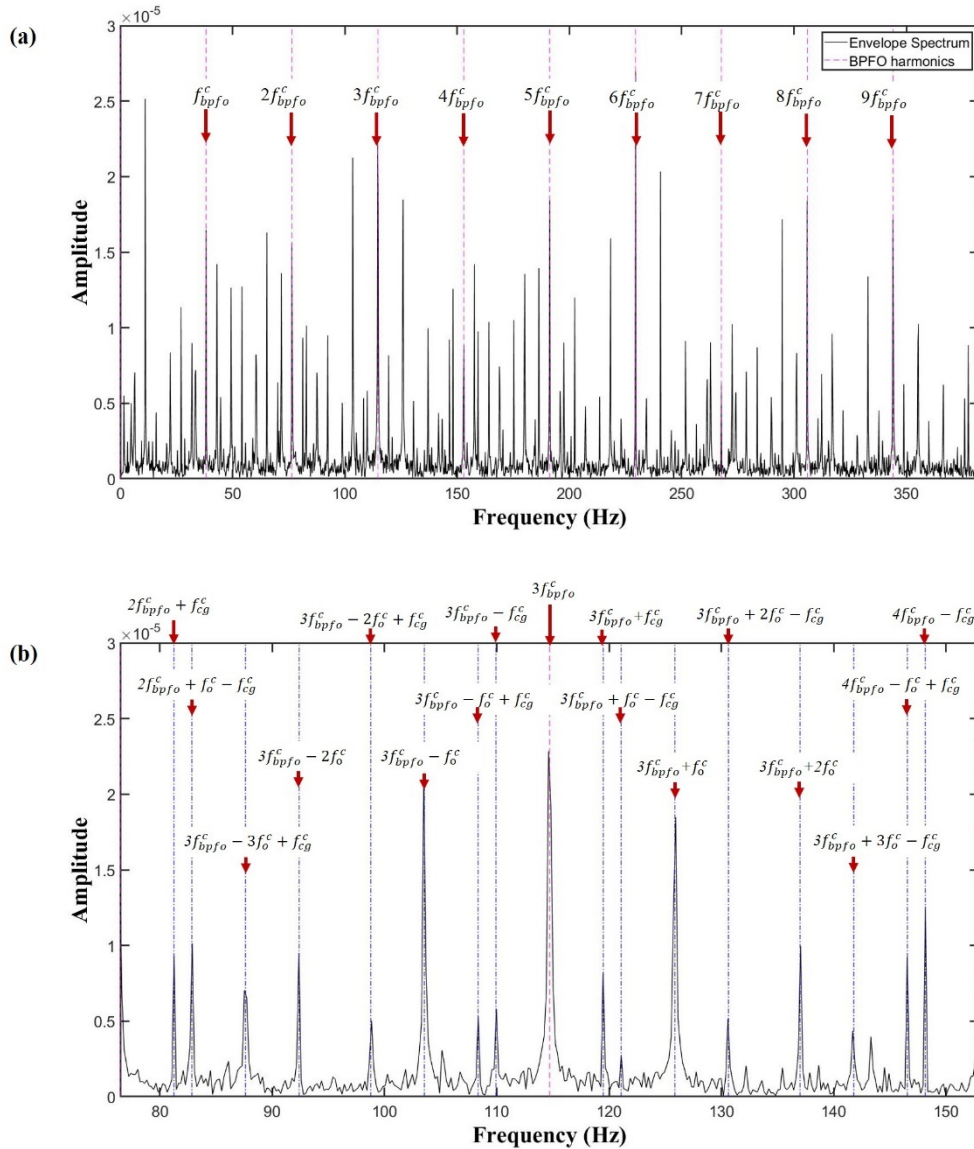 (a)
×10⁻⁵
Envelope Spectrum
BPFO harmonics
f^c_bpfo 2f^c_bpfo 3f^c_bpfo 4f^c_bpfo 5f^c_bpfo 6f^c_bpfo 7f^c_bpfo 8f^c_bpfo 9f^c_bpfo
3
2.5
2
1.5
1
0.5
0
Amplitude
0 50 100 150 200 250 300 350
Frequency (Hz)
(b)
2f^c_bpfo + f^c_cg
3f^c_bpfo − 2f^c_o + f^c_cg
3f^c_bpfo − f^c_cg
3f^c_bpfo
3f^c_bpfo+f^c_cg
3f^c_bpfo + 2f^c_o − f^c_cg
4f^c_bpfo − f^c_cg
×10⁻⁵
2f^c_bpfo + f^c_o − f^c_cg
3f^c_bpfo − f^c_o + f^c_cg
3f^c_bpfo + f^c_o − f^c_cg
4f^c_bpfo − f^c_o + f^c_cg
3f^c_bpfo − 2f^c_o
3f^c_bpfo − f^c_o
3f^c_bpfo+f^c_o
3f^c_bpfo+2f^c_o
3f^c_bpfo − 3f^c_o + f^c_cg
3f^c_bpfo + 3f^c_o − f^c_cg
3
2.5
2
1.5
1
0.5
0
Amplitude
80 90 100 110 120 130 140 150
Frequency (Hz)